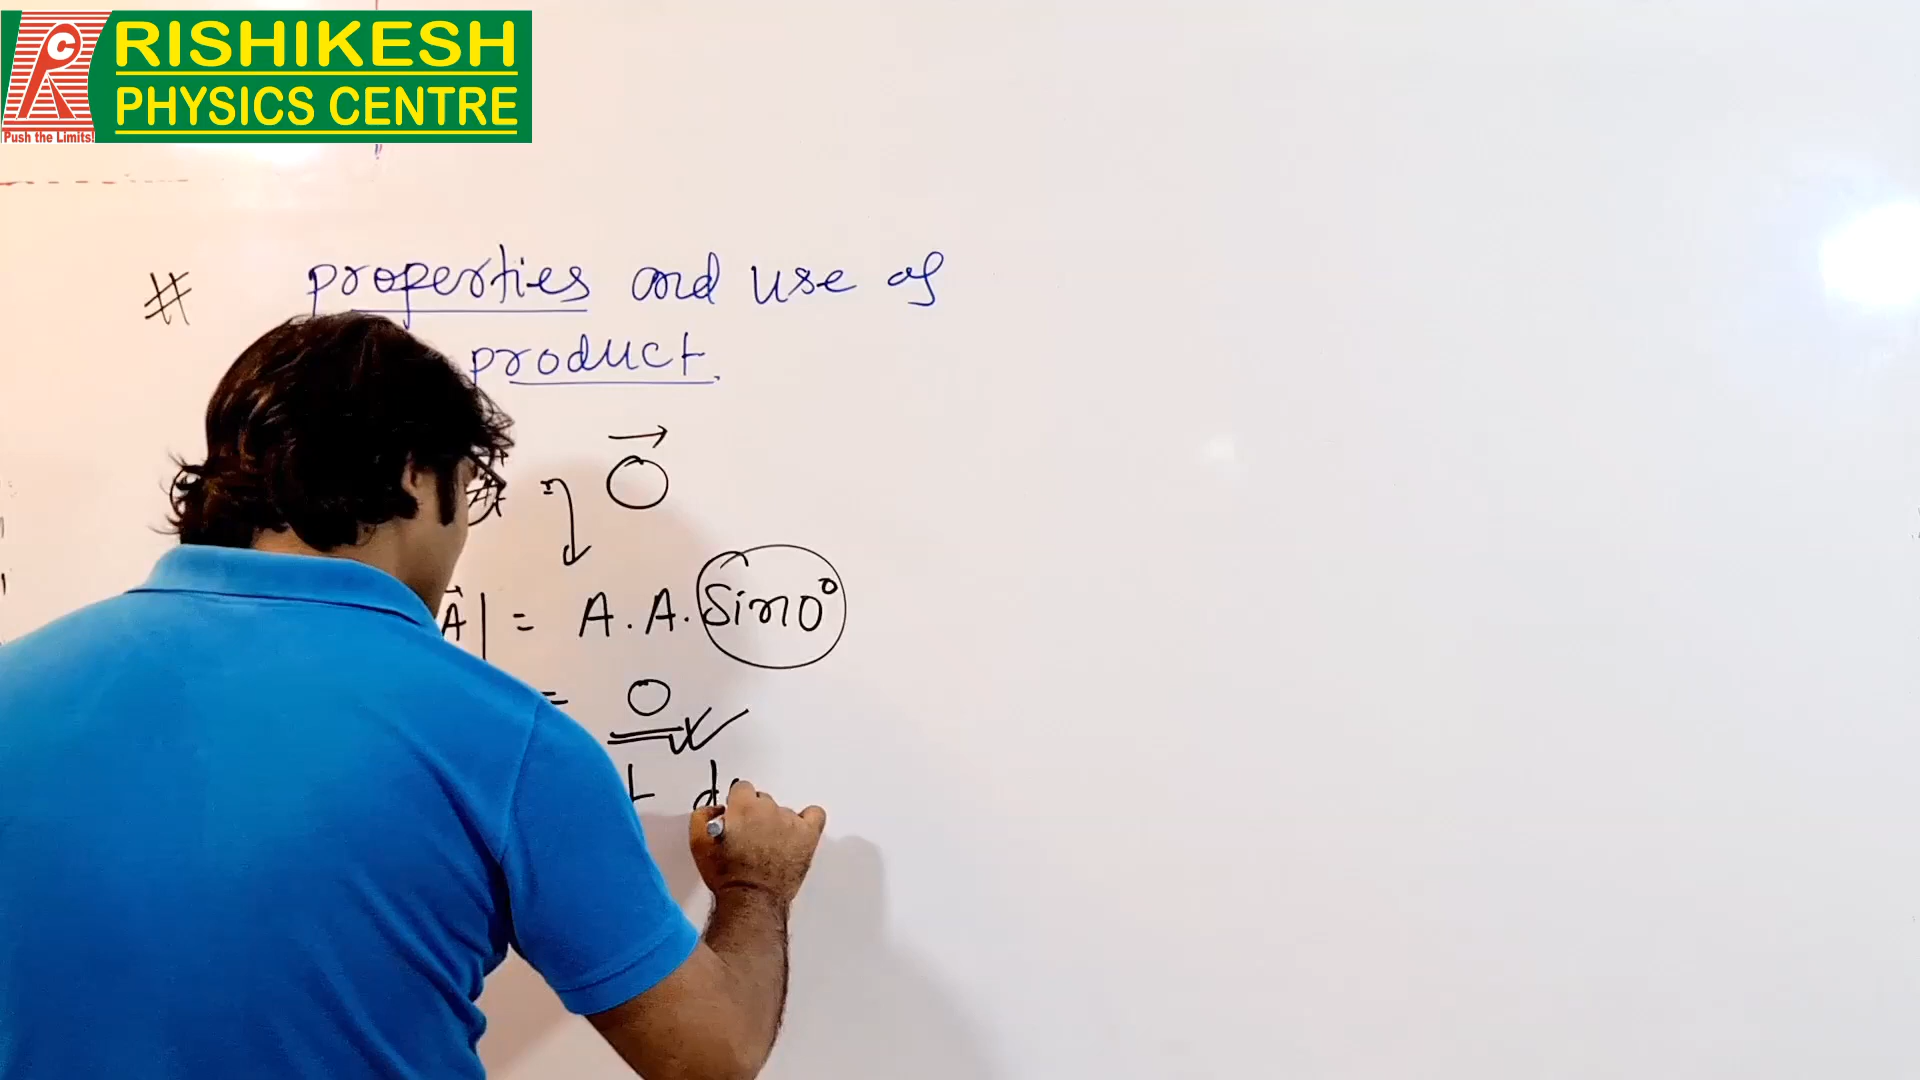 RISHIKESH
PHYSICS CENTRE
Push the Limits!
# properties and use of
product.
= O
A| = A.A.Sin0°
= 0